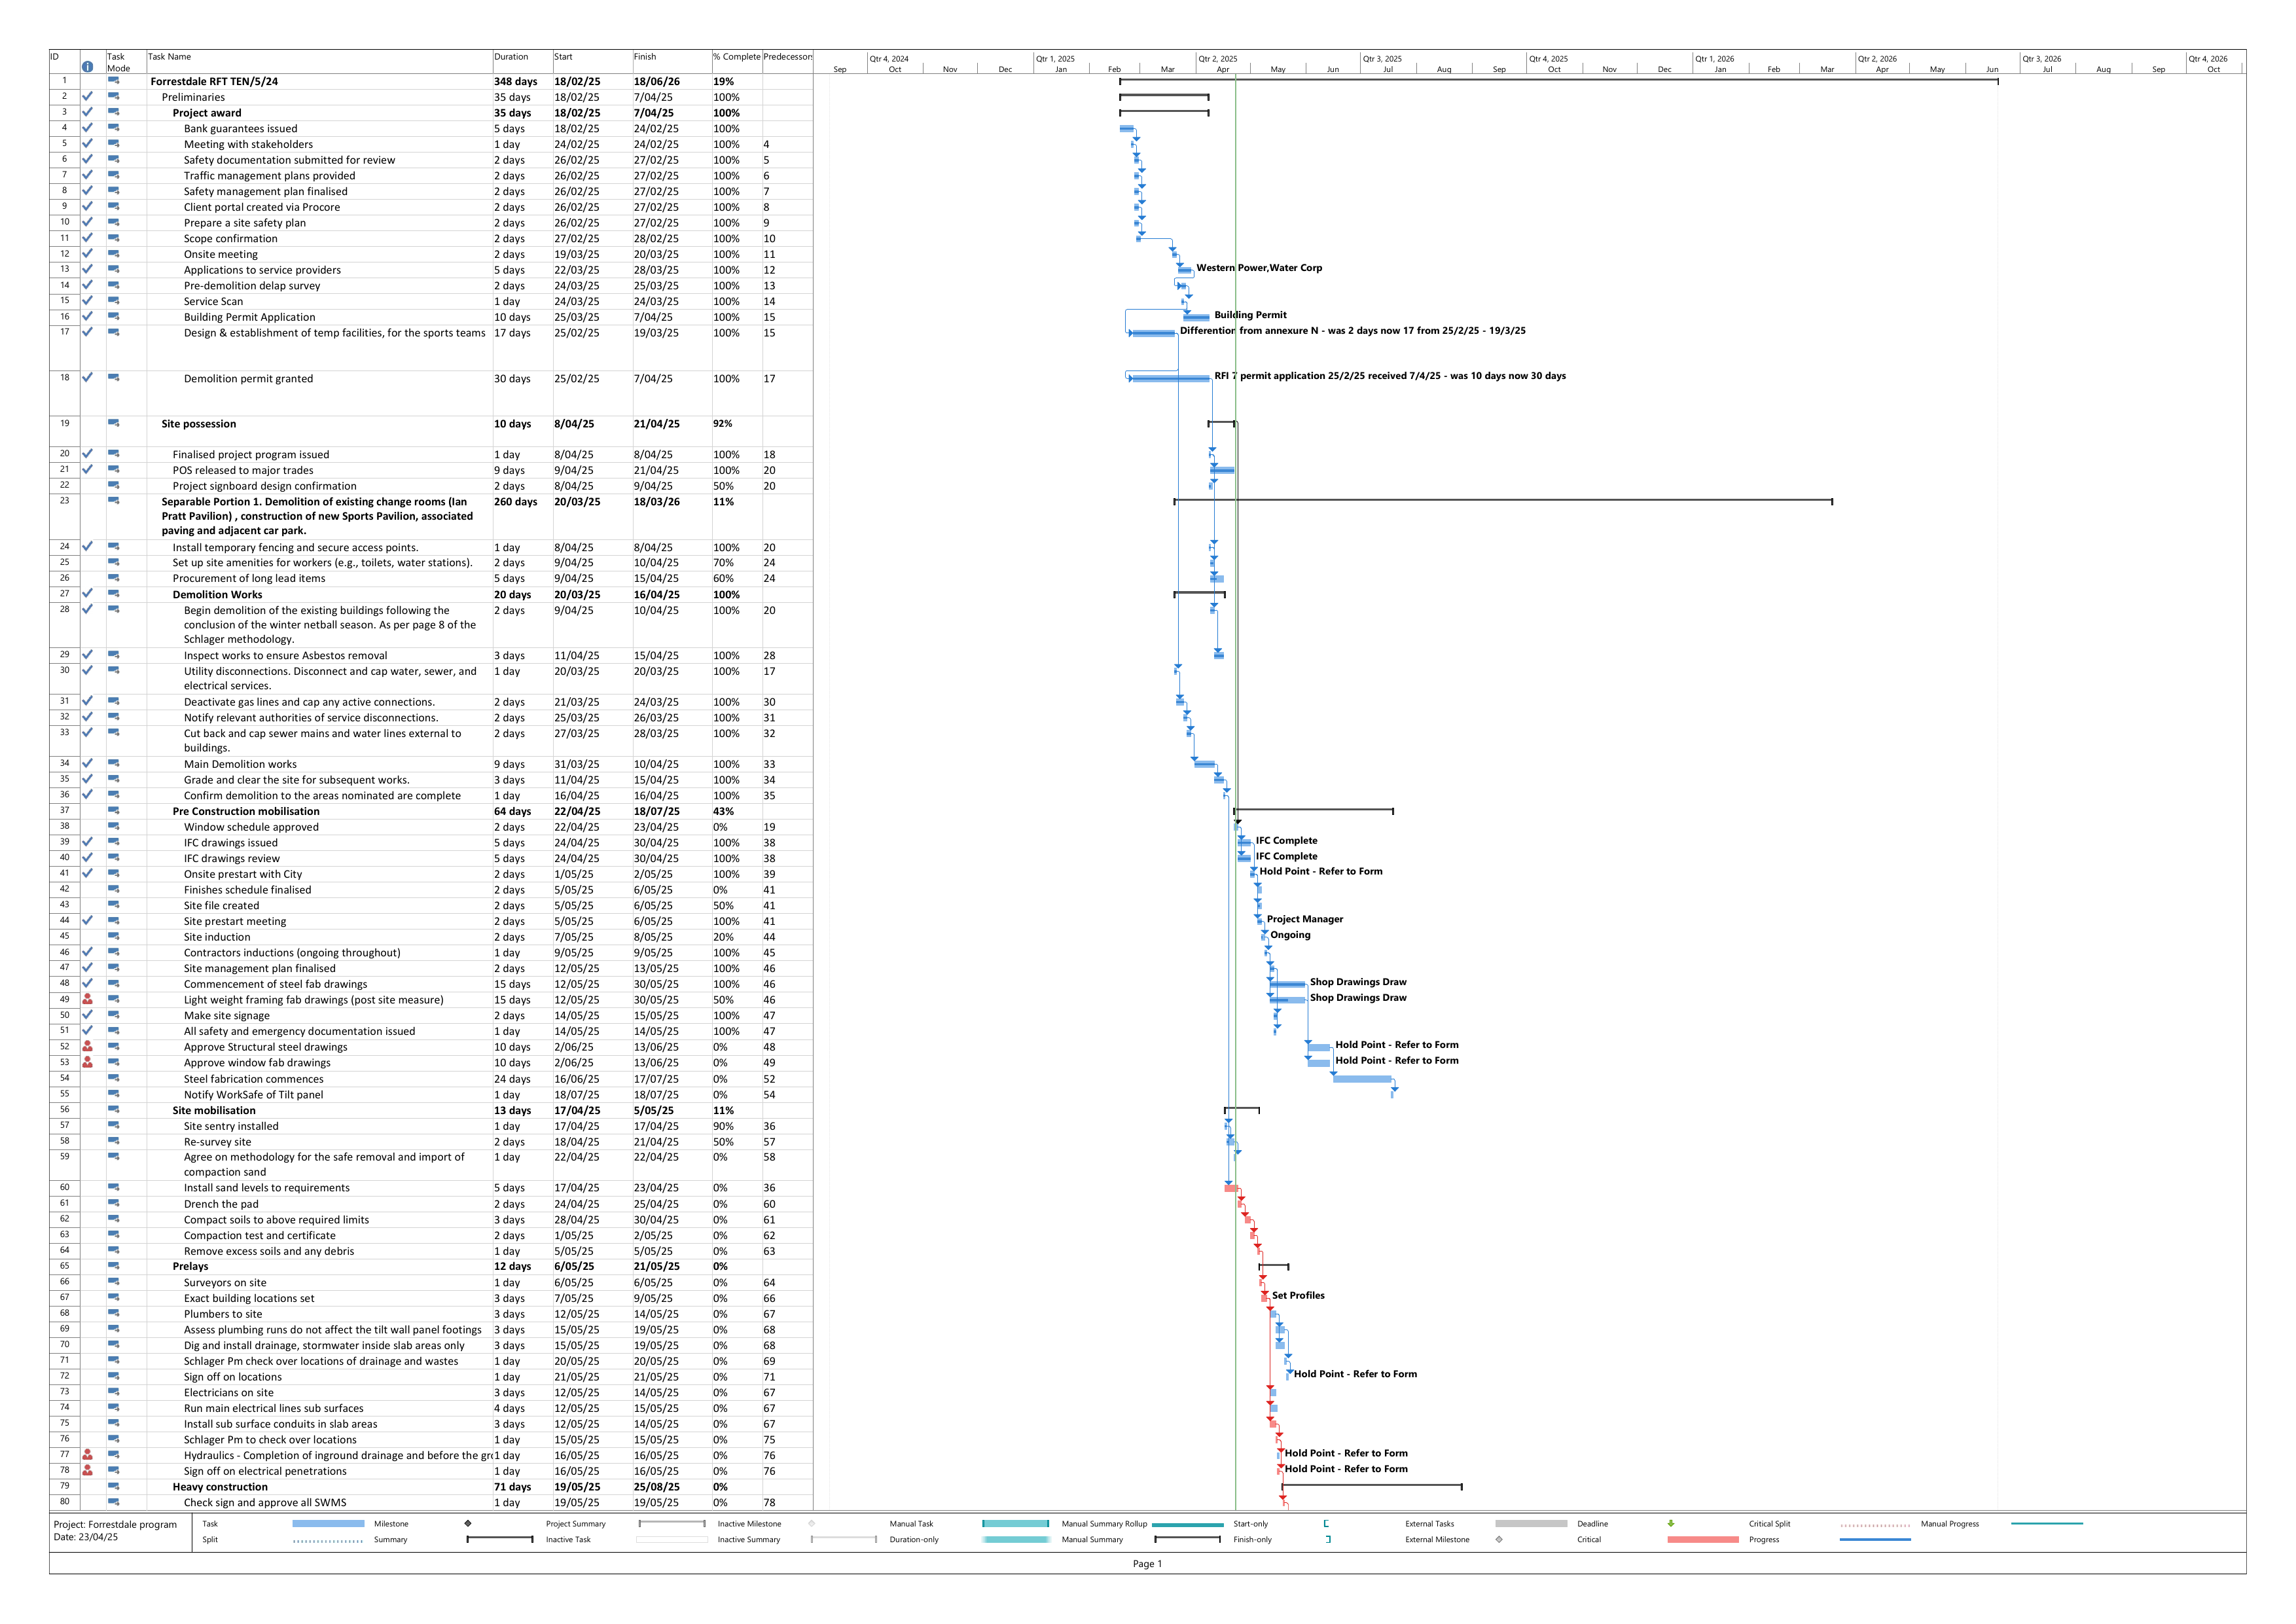 ID Task Mode Task Name Duration Start Finish % Complete Predecessors
Qtr 4, 2024 Qtr 1, 2025 Qtr 2, 2025 Qtr 3, 2025 Qtr 4, 2025 Qtr 1, 2026 Qtr 2, 2026 Qtr 3, 2026 Qtr 4, 2026
Sep Oct Nov Dec Jan Feb Mar Apr May Jun Jul Aug Sep Oct Nov Dec Jan Feb Mar Apr May Jun Jul Aug Sep Oct
1 Forrestdale RFT TEN/5/24 348 days 18/02/25 18/06/26 19%
2 Preliminaries 35 days 18/02/25 7/04/25 100%
3 Project award 35 days 18/02/25 7/04/25 100%
4 Bank guarantees issued 5 days 18/02/25 24/02/25 100%
5 Meeting with stakeholders 1 day 24/02/25 24/02/25 100% 4
6 Safety documentation submitted for review 2 days 26/02/25 27/02/25 100% 5
7 Traffic management plans provided 2 days 26/02/25 27/02/25 100% 6
8 Safety management plan finalised 2 days 26/02/25 27/02/25 100% 7
9 Client portal created via Procore 2 days 26/02/25 27/02/25 100% 8
10 Prepare a site safety plan 2 days 26/02/25 27/02/25 100% 9
11 Scope confirmation 2 days 27/02/25 28/02/25 100% 10
12 Onsite meeting 2 days 19/03/25 20/03/25 100% 11
13 Applications to service providers 5 days 22/03/25 28/03/25 100% 12 Western Power,Water Corp
14 Pre-demolition delap survey 2 days 24/03/25 25/03/25 100% 13
15 Service Scan 1 day 24/03/25 24/03/25 100% 14
16 Building Permit Application 10 days 25/03/25 7/04/25 100% 15 Building Permit
17 Design & establishment of temp facilities, for the sports teams 17 days 25/02/25 19/03/25 100% 15 Differention from annexure N - was 2 days now 17 from 25/2/25 - 19/3/25
18 Demolition permit granted 30 days 25/02/25 7/04/25 100% 17 RFI 7 permit application 25/2/25 received 7/4/25 - was 10 days now 30 days
19 Site possession 10 days 8/04/25 21/04/25 92%
20 Finalised project program issued 1 day 8/04/25 8/04/25 100% 18
21 POS released to major trades 9 days 9/04/25 21/04/25 100% 20
22 Project signboard design confirmation 2 days 8/04/25 9/04/25 50% 20
23 Separable Portion 1. Demolition of existing change rooms (Ian 260 days 20/03/25 18/03/26 11%
Pratt Pavilion) , construction of new Sports Pavilion, associated
paving and adjacent car park.
24 Install temporary fencing and secure access points. 1 day 8/04/25 8/04/25 100% 20
25 Set up site amenities for workers (e.g., toilets, water stations). 2 days 9/04/25 10/04/25 70% 24
26 Procurement of long lead items 5 days 9/04/25 15/04/25 60% 24
27 Demolition Works 20 days 20/03/25 16/04/25 100%
28 Begin demolition of the existing buildings following the 2 days 9/04/25 10/04/25 100% 20
conclusion of the winter netball season. As per page 8 of the
Schlager methodology.
29 Inspect works to ensure Asbestos removal 3 days 11/04/25 15/04/25 100% 28
30 Utility disconnections. Disconnect and cap water, sewer, and 1 day 20/03/25 20/03/25 100% 17
electrical services.
31 Deactivate gas lines and cap any active connections. 2 days 21/03/25 24/03/25 100% 30
32 Notify relevant authorities of service disconnections. 2 days 25/03/25 26/03/25 100% 31
33 Cut back and cap sewer mains and water lines external to 2 days 27/03/25 28/03/25 100% 32
buildings.
34 Main Demolition works 9 days 31/03/25 10/04/25 100% 33
35 Grade and clear the site for subsequent works. 3 days 11/04/25 15/04/25 100% 34
36 Confirm demolition to the areas nominated are complete 1 day 16/04/25 16/04/25 100% 35
37 Pre Construction mobilisation 64 days 22/04/25 18/07/25 43%
38 Window schedule approved 2 days 22/04/25 23/04/25 0% 19
39 IFC drawings issued 5 days 24/04/25 30/04/25 100% 38 IFC Complete
40 IFC drawings review 5 days 24/04/25 30/04/25 100% 38 IFC Complete
41 Onsite prestart with City 2 days 1/05/25 2/05/25 100% 39 Hold Point - Refer to Form
42 Finishes schedule finalised 2 days 5/05/25 6/05/25 0% 41
43 Site file created 2 days 5/05/25 6/05/25 50% 41
44 Site prestart meeting 2 days 5/05/25 6/05/25 100% 41 Project Manager
45 Site induction 2 days 7/05/25 8/05/25 20% 44 Ongoing
46 Contractors inductions (ongoing throughout) 1 day 9/05/25 9/05/25 100% 45
47 Site management plan finalised 2 days 12/05/25 13/05/25 100% 46
48 Commencement of steel fab drawings 15 days 12/05/25 30/05/25 100% 46 Shop Drawings Draw
49 Light weight framing fab drawings (post site measure) 15 days 12/05/25 30/05/25 50% 46 Shop Drawings Draw
50 Make site signage 2 days 14/05/25 15/05/25 100% 47
51 All safety and emergency documentation issued 1 day 14/05/25 14/05/25 100% 47
52 Approve Structural steel drawings 10 days 2/06/25 13/06/25 0% 48 Hold Point - Refer to Form
53 Approve window fab drawings 10 days 2/06/25 13/06/25 0% 49 Hold Point - Refer to Form
54 Steel fabrication commences 24 days 16/06/25 17/07/25 0% 52
55 Notify WorkSafe of Tilt panel 1 day 18/07/25 18/07/25 0% 54
56 Site mobilisation 13 days 17/04/25 5/05/25 11%
57 Site sentry installed 1 day 17/04/25 17/04/25 90% 36
58 Re-survey site 2 days 18/04/25 21/04/25 50% 57
59 Agree on methodology for the safe removal and import of 1 day 22/04/25 22/04/25 0% 58
compaction sand
60 Install sand levels to requirements 5 days 17/04/25 23/04/25 0% 36
61 Drench the pad 2 days 24/04/25 25/04/25 0% 60
62 Compact soils to above required limits 3 days 28/04/25 30/04/25 0% 61
63 Compaction test and certificate 2 days 1/05/25 2/05/25 0% 62
64 Remove excess soils and any debris 1 day 5/05/25 5/05/25 0% 63
65 Prelays 12 days 6/05/25 21/05/25 0%
66 Surveyors on site 1 day 6/05/25 6/05/25 0% 64
67 Exact building locations set 3 days 7/05/25 9/05/25 0% 66 Set Profiles
68 Plumbers to site 3 days 12/05/25 14/05/25 0% 67
69 Assess plumbing runs do not affect the tilt wall panel footings 3 days 15/05/25 19/05/25 0% 68
70 Dig and install drainage, stormwater inside slab areas only 3 days 15/05/25 19/05/25 0% 68
71 Schlager Pm check over locations of drainage and wastes 1 day 20/05/25 20/05/25 0% 69
72 Sign off on locations 1 day 21/05/25 21/05/25 0% 71 Hold Point - Refer to Form
73 Electricians on site 3 days 12/05/25 14/05/25 0% 67
74 Run main electrical lines sub surfaces 4 days 12/05/25 15/05/25 0% 67
75 Install sub surface conduits in slab areas 3 days 12/05/25 14/05/25 0% 67
76 Schlager Pm to check over locations 1 day 15/05/25 15/05/25 0% 75
77 Hydraulics - Completion of inground drainage and before the gro 1 day 16/05/25 16/05/25 0% 76 Hold Point - Refer to Form
78 Sign off on electrical penetrations 1 day 16/05/25 16/05/25 0% 76 Hold Point - Refer to Form
79 Heavy construction 71 days 19/05/25 25/08/25 0%
80 Check sign and approve all SWMS 1 day 19/05/25 19/05/25 0% 78
Project: Forrestdale program
Date: 23/04/25
Task Milestone Project Summary Inactive Milestone Manual Task Manual Summary Rollup Start-only External Tasks Deadline Critical Split Manual Progress
Split Summary Inactive Task Inactive Summary Duration-only Manual Summary Finish-only External Milestone Critical Progress
Page 1